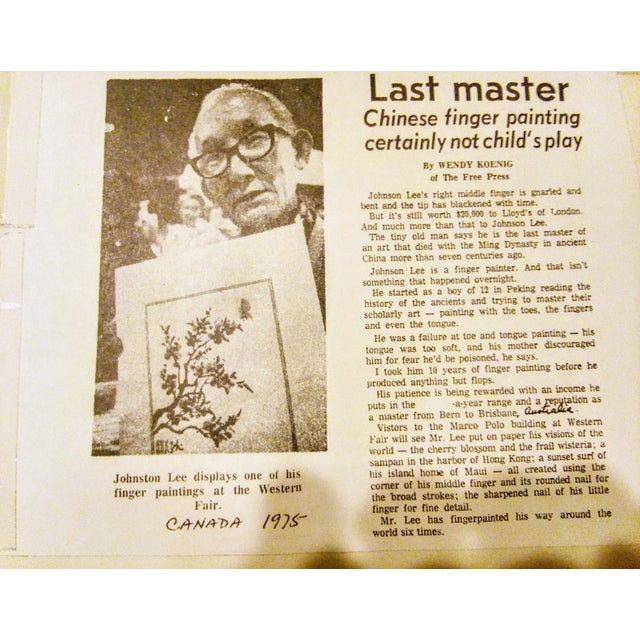 Last master
Chinese finger painting
certainly not child's play
By WENDY KOENIG
of The Free Press
Johnson Lee's right middle finger is gnarled and
bent and the tip has blackened with time.
But it's still worth $20,000 to Lloyd's of London.
And much more than that to Johnson Lee.
The tiny old man says he is the last master of
an art that died with the Ming Dynasty in ancient
China more than seven centuries ago.
Johnson Lee is a finger painter. And that isn't
something that happened overnight.
He started as a boy of 12 in Peking reading the
history of the ancients and trying to master their
scholarly art — painting with the toes, the fingers
and even the tongue.
He was a failure at toe and tongue painting — his
tongue was too soft, and his mother discouraged
him for fear he'd be poisoned, he says.
I took him 10 years of finger painting before he
produced anything but flops.
His patience is being rewarded with an income he
puts in the -a-year range and a reputation as
a master from Bern to Brisbane, Australia.
Vistors to the Marco Polo building at Western
Fair will see Mr. Lee put on paper his visions of the
world — the cherry blossom and the frail wisteria; a
sampan in the harbor of Hong Kong; a sunset surf of
his island home of Maui — all created using the
corner of his middle finger and its rounded nail for
the broad strokes; the sharpened nail of his little
finger for fine detail.
Mr. Lee has fingerpainted his way around the
world six times.
Johnston Lee displays one of his
finger paintings at the Western
Fair.
CANADA 1975